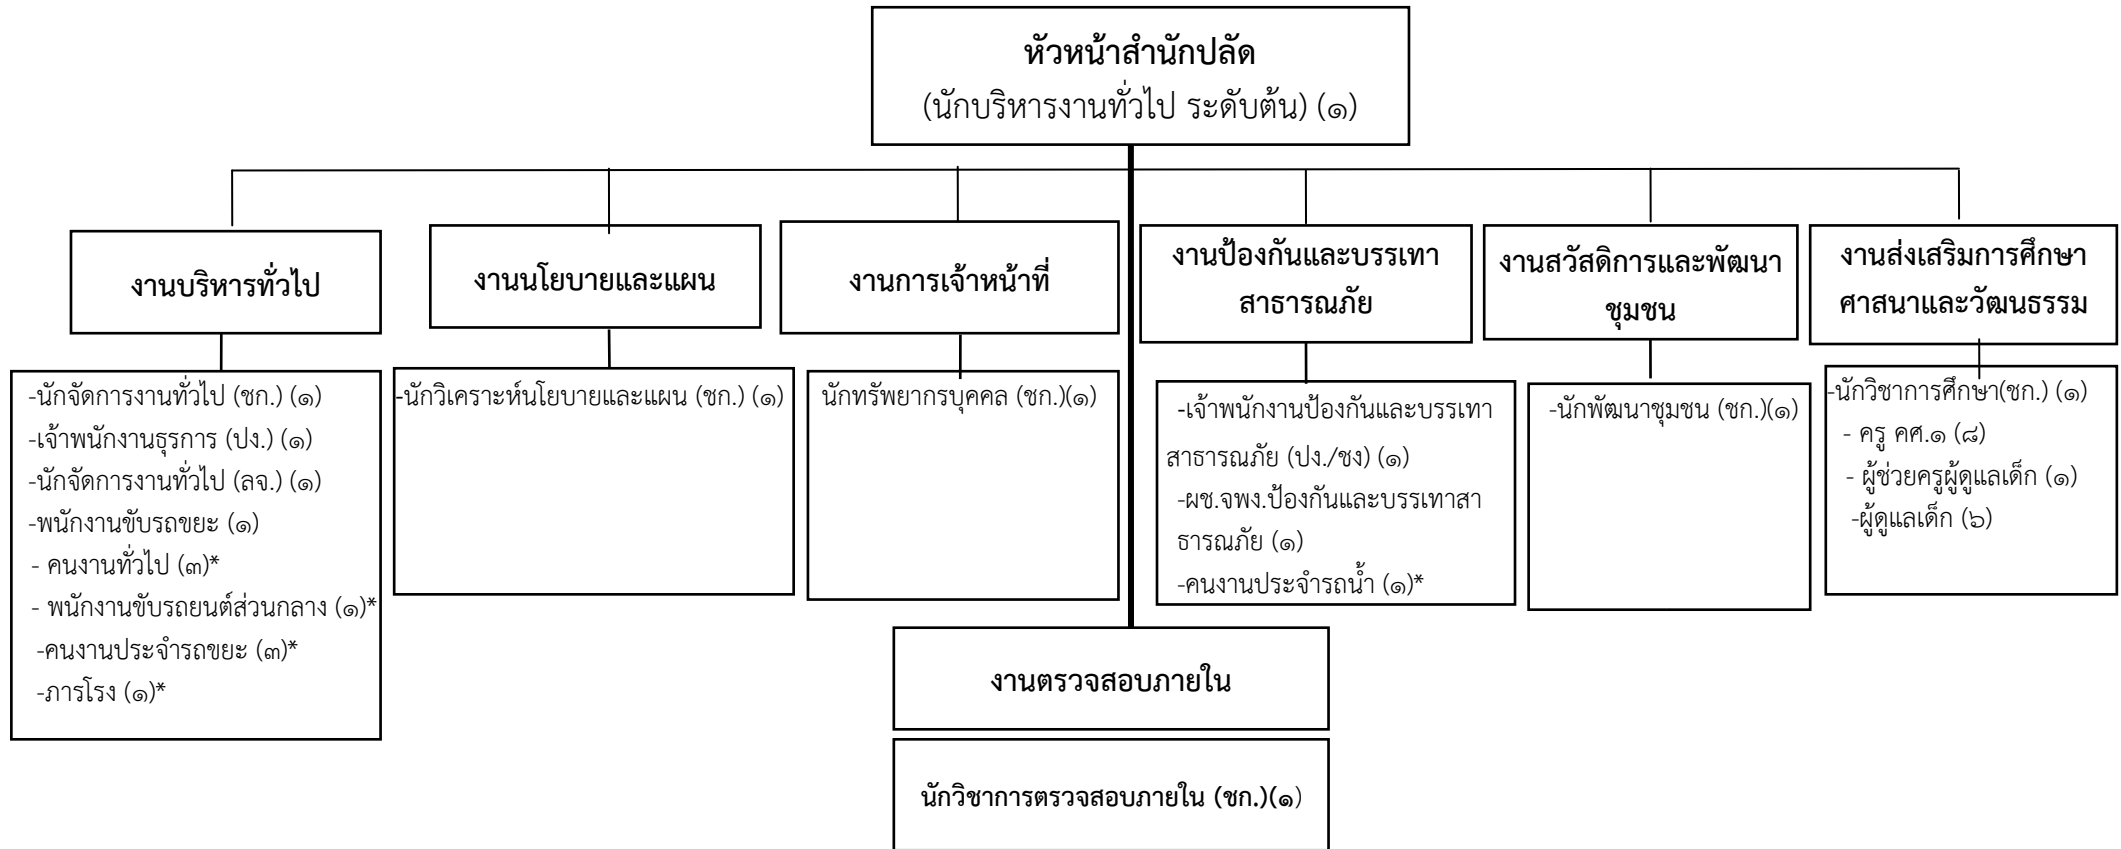 หัวหน้าสำนักปลัด
(นักบริหารงานทั่วไป ระดับต้น) (๑)
งานบริหารทั่วไป
-นักจัดการงานทั่วไป (ชก.) (๑)
-เจ้าพนักงานธุรการ (ปง.) (๑)
-นักจัดการงานทั่วไป (ลจ.) (๑)
-พนักงานขับรถขยะ (๑)
- คนงานทั่วไป (๓)*
- พนักงานขับรถยนต์ส่วนกลาง (๑)*
-คนงานประจำรถขยะ (๓)*
-ภารโรง (๑)*
งานนโยบายและแผน
-นักวิเคราะห์นโยบายและแผน (ชก.) (๑)
งานการเจ้าหน้าที่
นักทรัพยากรบุคคล (ชก.)(๑)
งานป้องกันและบรรเทา
สาธารณภัย
-เจ้าพนักงานป้องกันและบรรเทา
สาธารณภัย (ปง./ชง) (๑)
-ผช.จพง.ป้องกันและบรรเทาสา
ธารณภัย (๑)
-คนงานประจำรถน้ำ (๑)*
งานสวัสดิการและพัฒนา
ชุมชน
-นักพัฒนาชุมชน (ชก.)(๑)
งานส่งเสริมการศึกษา
ศาสนาและวัฒนธรรม
-นักวิชาการศึกษา(ชก.) (๑)
- ครู คศ.๑ (๘)
- ผู้ช่วยครูผู้ดูแลเด็ก (๑)
-ผู้ดูแลเด็ก (๖)
งานตรวจสอบภายใน
นักวิชาการตรวจสอบภายใน (ชก.)(๑)